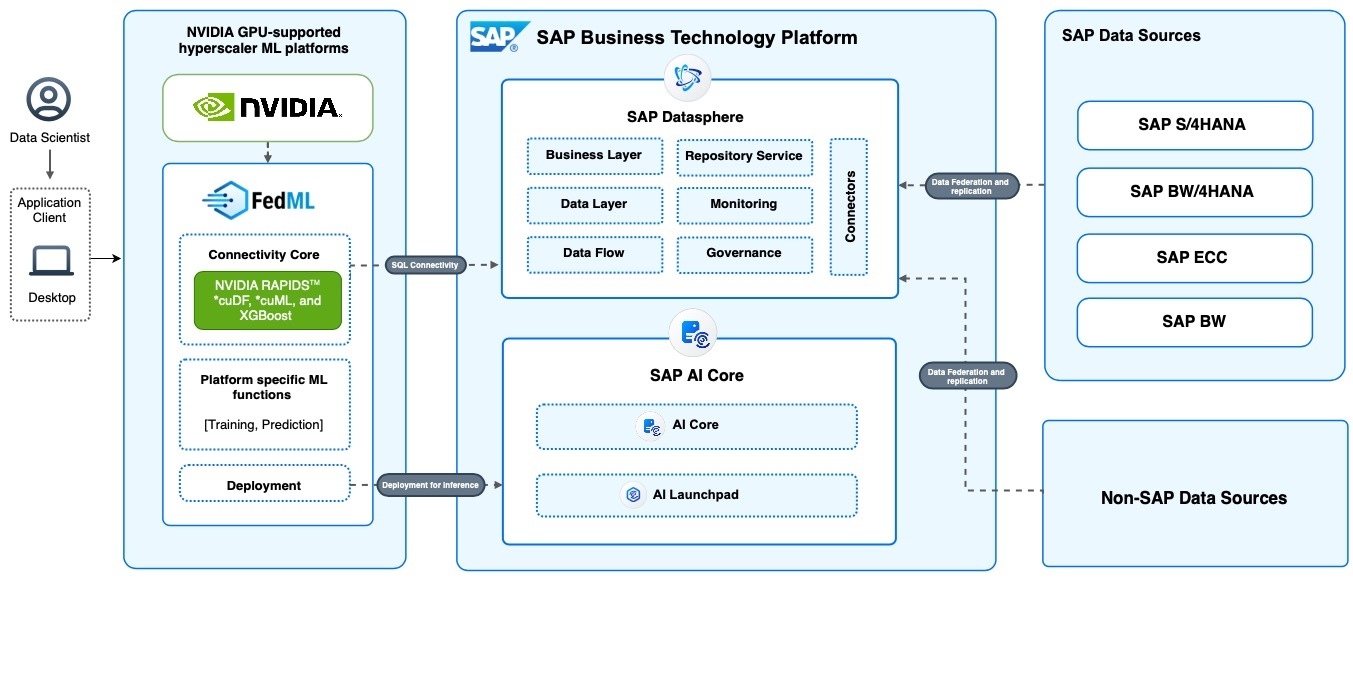 Data Scientist
Application
Client
Desktop
NVIDIA GPU-supported
hyperscaler ML platforms
NVIDIA.
FedML
Connectivity Core
NVIDIA RAPIDS™
*cuDF, *cuML, and
XGBoost
Platform specific ML
functions
[Training, Prediction]
Deployment
SQL Connectivity
Deployment for Inference
SAP®
SAP Business Technology Platform
SAP Datasphere
Business Layer
Repository Service
Data Layer
Monitoring
Data Flow
Governance
Connectors
SAP AI Core
AI Core
AI Launchpad
Data Federation and
replication
Data Federation and
replication
SAP Data Sources
SAP S/4HANA
SAP BW/4HANA
SAP ECC
SAP BW
Non-SAP Data Sources